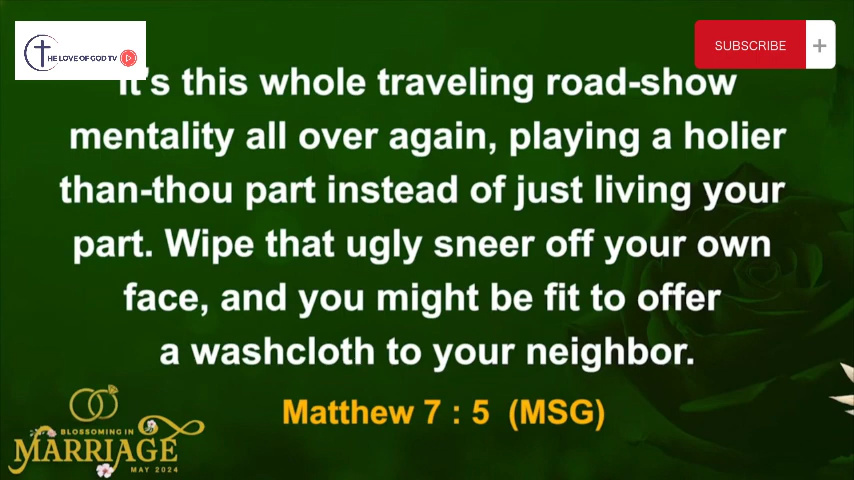 THE LOVE OF GOD TV
SUBSCRIBE +
It's this whole traveling road-show
mentality all over again, playing a holier
than-thou part instead of just living your
part. Wipe that ugly sneer off your own
face, and you might be fit to offer
a washcloth to your neighbor.
Matthew 7 : 5 (MSG)
BLOSSOMING IN
MARRIAGE
MAY 2024